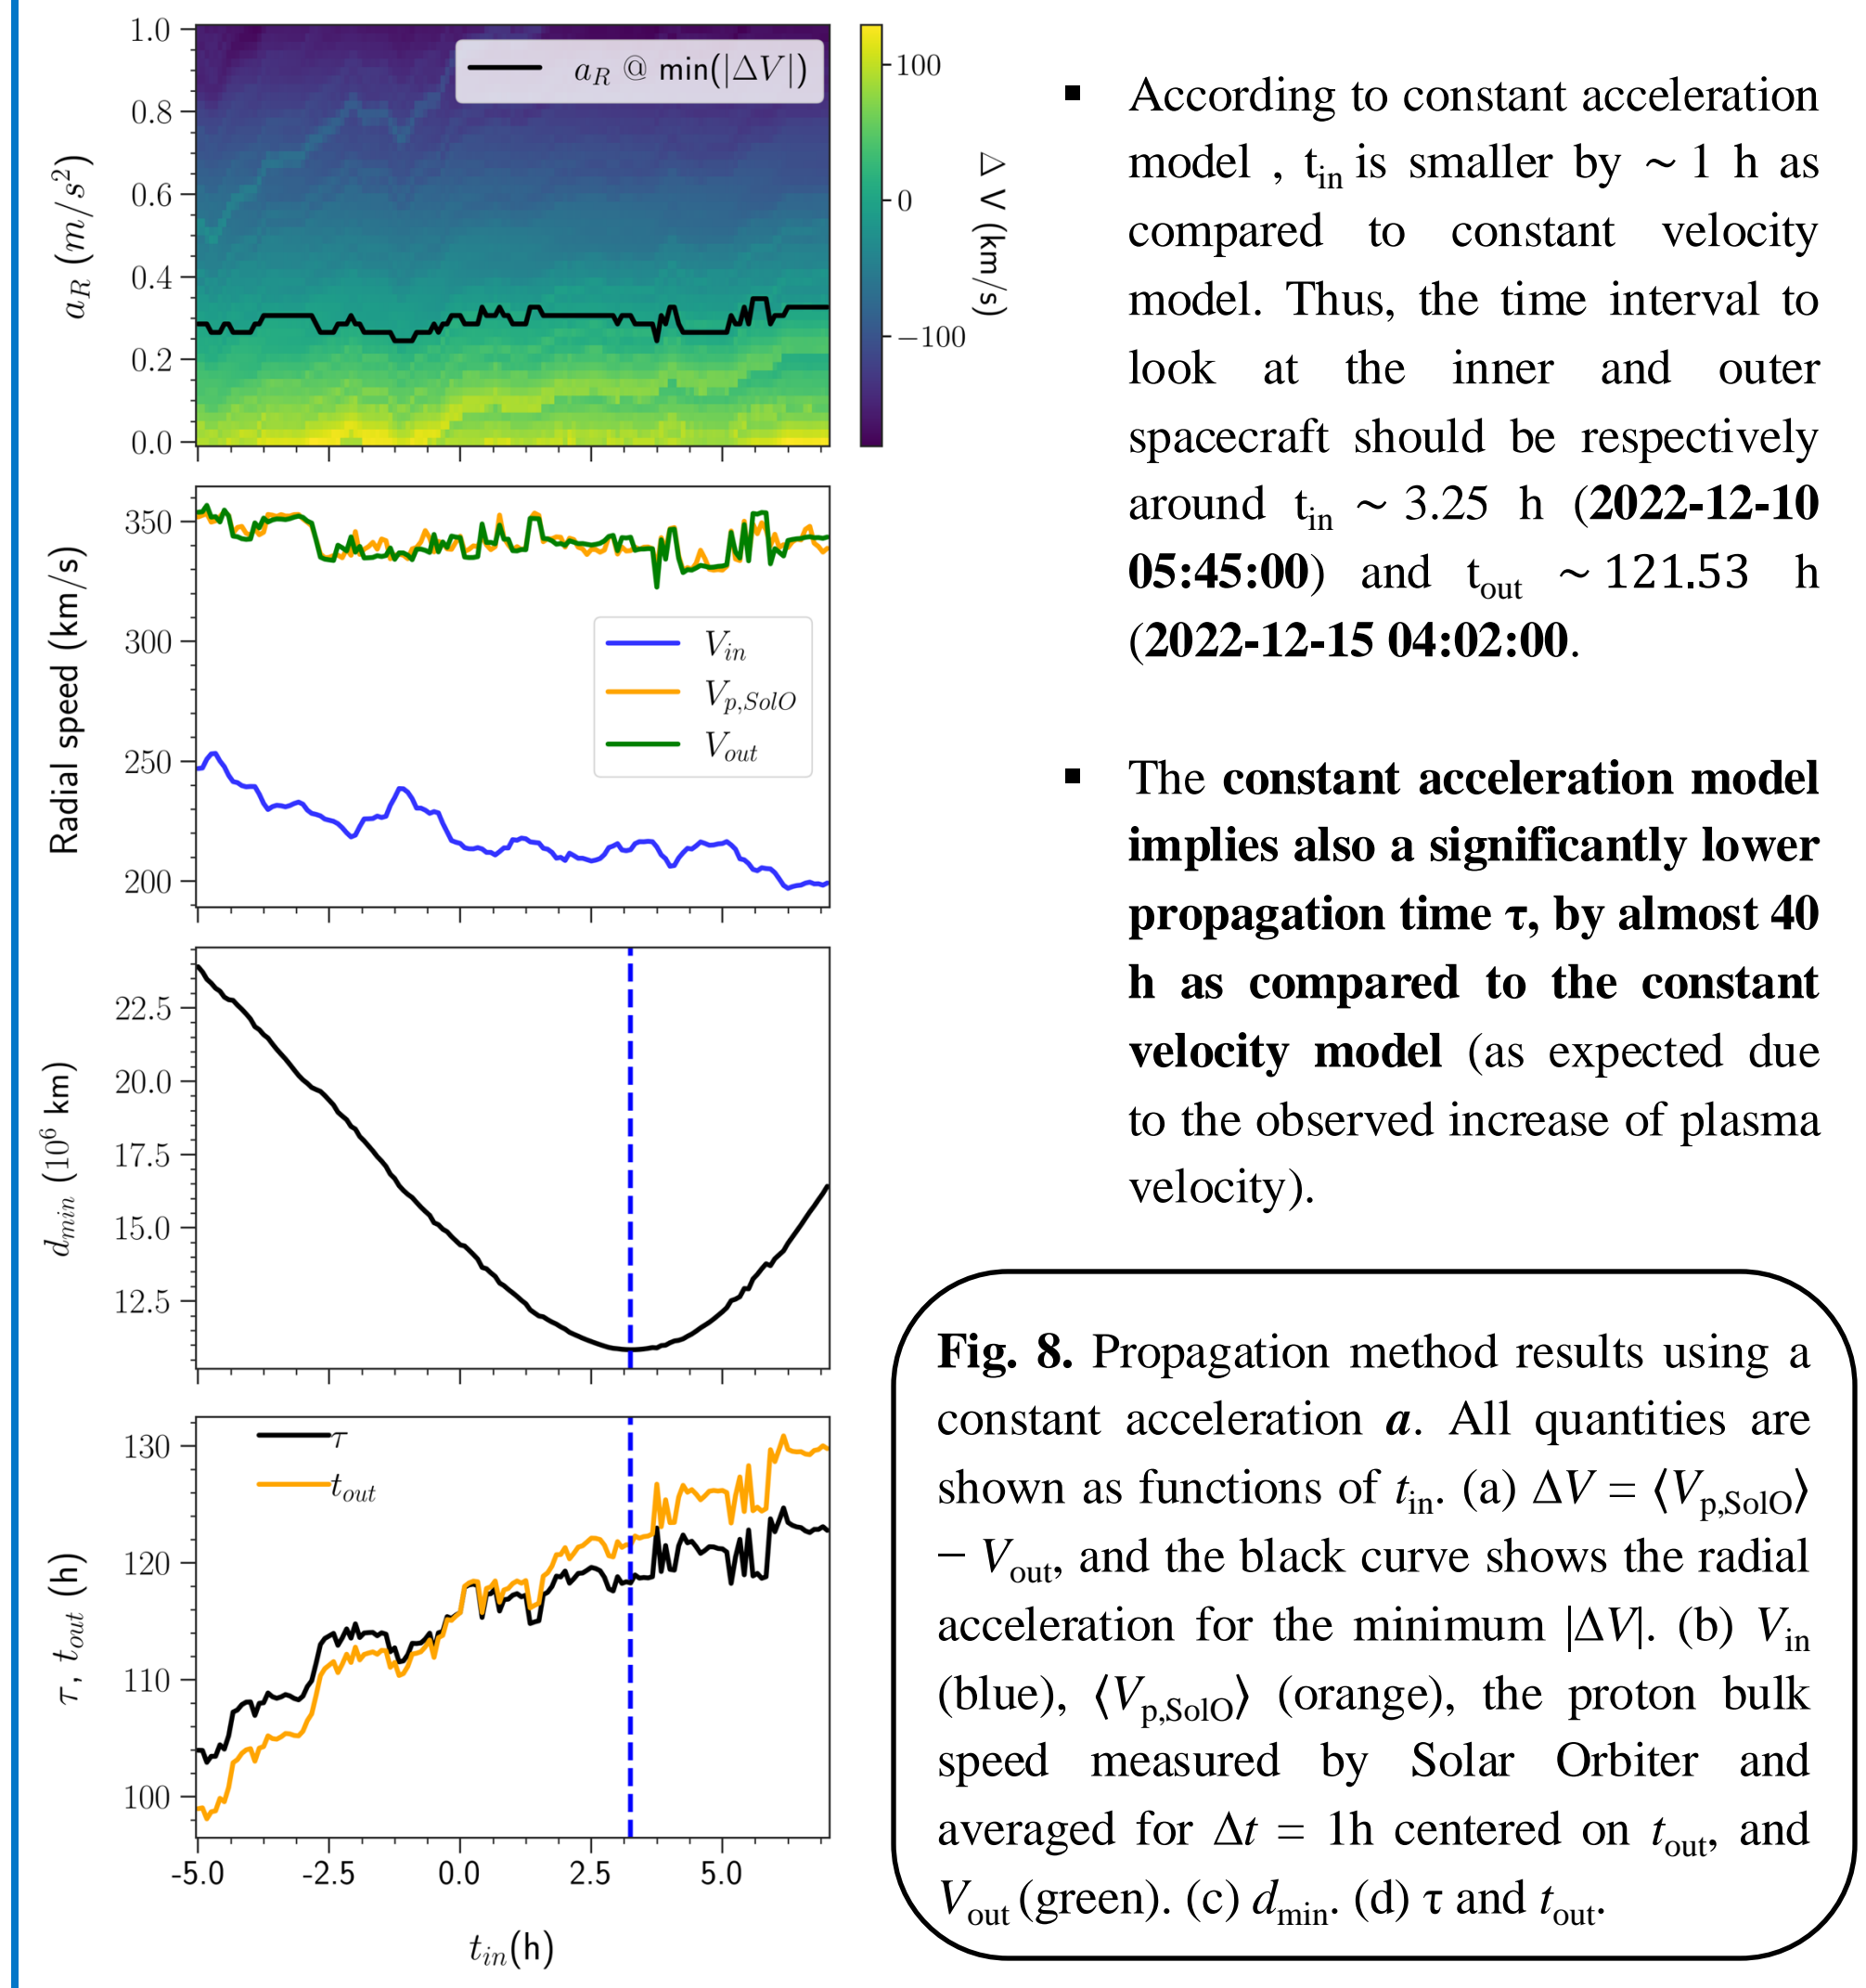 1.0
0.8
0.6
0.4
0.2
0.0
a_R (m/s²)
a_R @ min(|ΔV|)
100
0
−100
Δ V (km/s)
350
300
250
200
Radial speed (km/s)
V_in
V_p,SolO
V_out
22.5
20.0
17.5
15.0
12.5
d_min (10⁶ km)
130
120
110
100
τ, t_out (h)
τ
t_out
-5.0 -2.5 0.0 2.5 5.0
t_in(h)
▪ According to constant acceleration
model , t_in is smaller by ∼ 1 h as
compared to constant velocity
model. Thus, the time interval to
look at the inner and outer
spacecraft should be respectively
around t_in ∼ 3.25 h (2022-12-10
05:45:00) and t_out ∼ 121.53 h
(2022-12-15 04:02:00.
▪ The constant acceleration model
implies also a significantly lower
propagation time τ, by almost 40
h as compared to the constant
velocity model (as expected due
to the observed increase of plasma
velocity).
Fig. 8. Propagation method results using a
constant acceleration a. All quantities are
shown as functions of t_in. (a) ΔV = ⟨V_p,SolO⟩
− V_out, and the black curve shows the radial
acceleration for the minimum |ΔV|. (b) V_in
(blue), ⟨V_p,SolO⟩ (orange), the proton bulk
speed measured by Solar Orbiter and
averaged for Δt = 1h centered on t_out, and
V_out (green). (c) d_min. (d) τ and t_out.